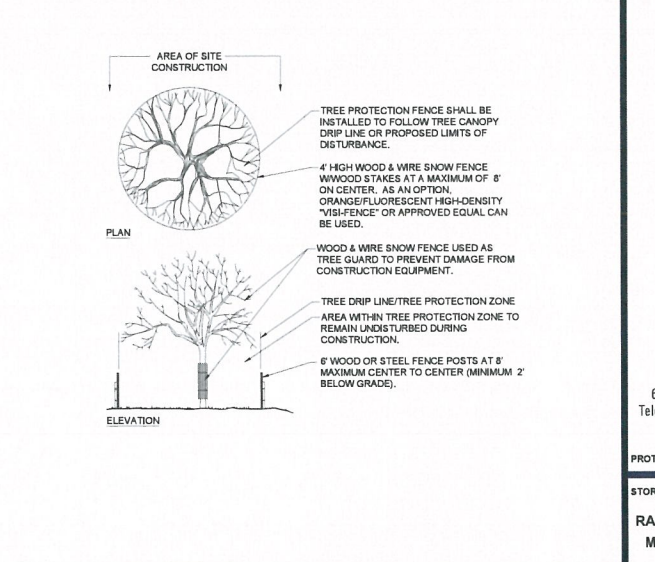 AREA OF SITE
CONSTRUCTION
TREE PROTECTION FENCE SHALL BE
INSTALLED TO FOLLOW TREE CANOPY
DRIP LINE OR PROPOSED LIMITS OF
DISTURBANCE.
4' HIGH WOOD & WIRE SNOW FENCE
W/WOOD STAKES AT A MAXIMUM OF 8'
ON CENTER. AS AN OPTION,
ORANGE/FLUORESCENT HIGH-DENSITY
"VISI-FENCE" OR APPROVED EQUAL CAN
BE USED.
PLAN
WOOD & WIRE SNOW FENCE USED AS
TREE GUARD TO PREVENT DAMAGE FROM
CONSTRUCTION EQUIPMENT.
TREE DRIP LINE/TREE PROTECTION ZONE
AREA WITHIN TREE PROTECTION ZONE TO
REMAIN UNDISTURBED DURING
CONSTRUCTION.
6' WOOD OR STEEL FENCE POSTS AT 8'
MAXIMUM CENTER TO CENTER (MINIMUM 2'
BELOW GRADE).
ELEVATION
6
Tel
PROT
STOR
RA
M